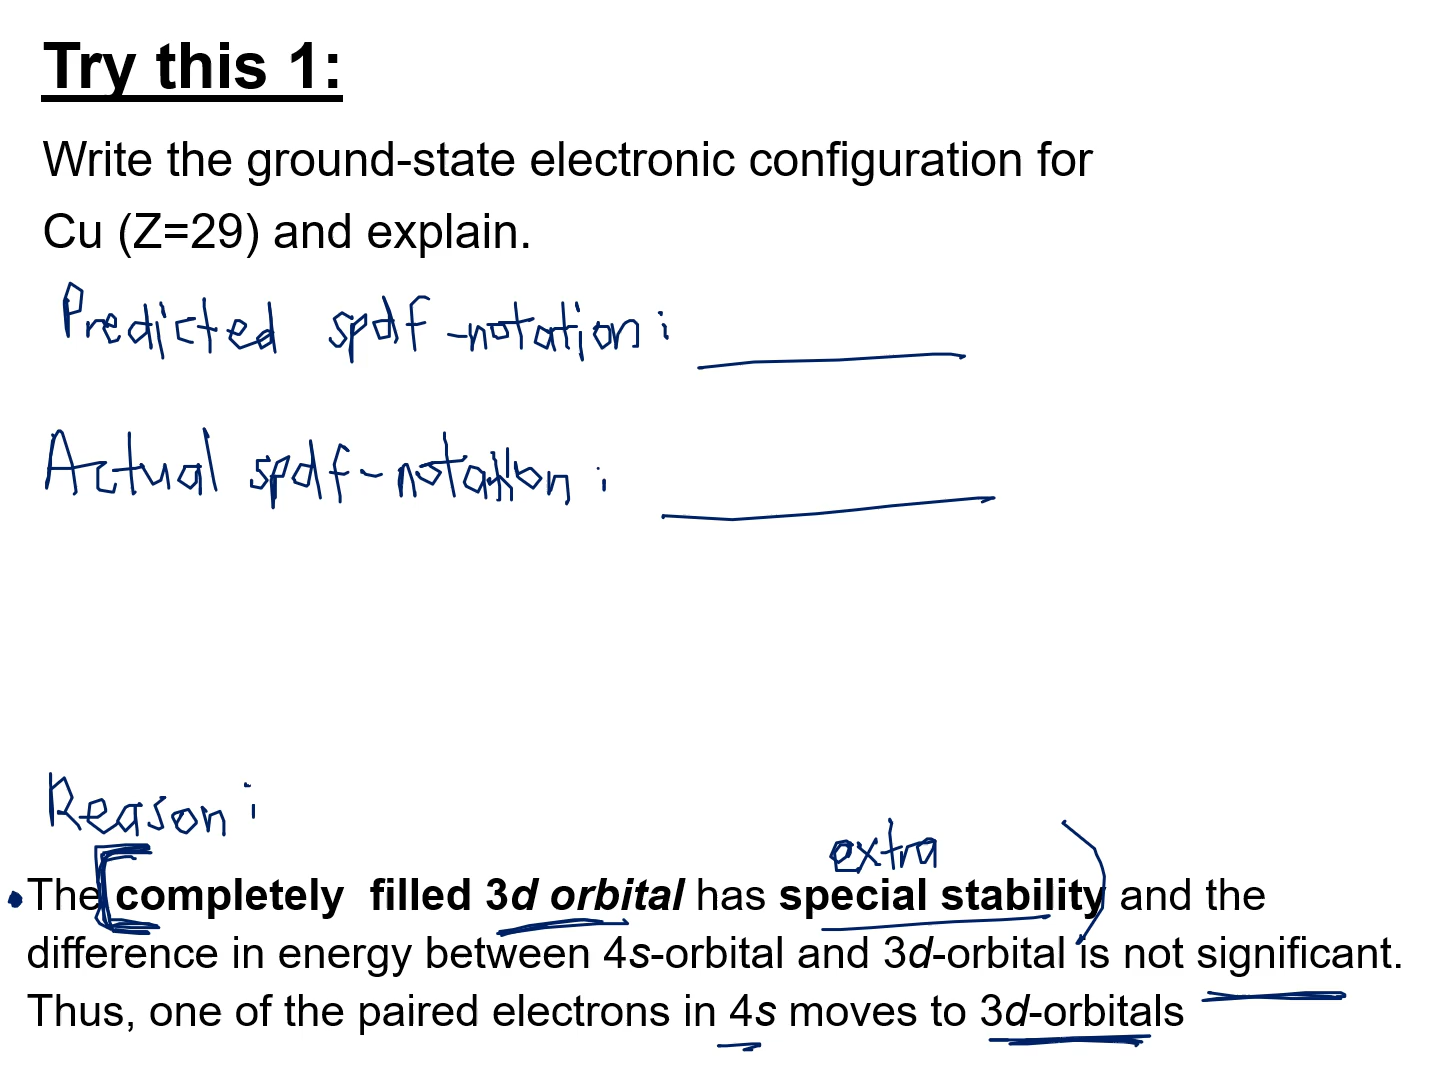 Try this 1:
Write the ground-state electronic configuration for
Cu (Z=29) and explain.
Predicted spdf-notation:
Actual spdf-notation:
Reason:
extra
The completely filled 3d orbital has special stability and the
difference in energy between 4s-orbital and 3d-orbital is not significant.
Thus, one of the paired electrons in 4s moves to 3d-orbitals